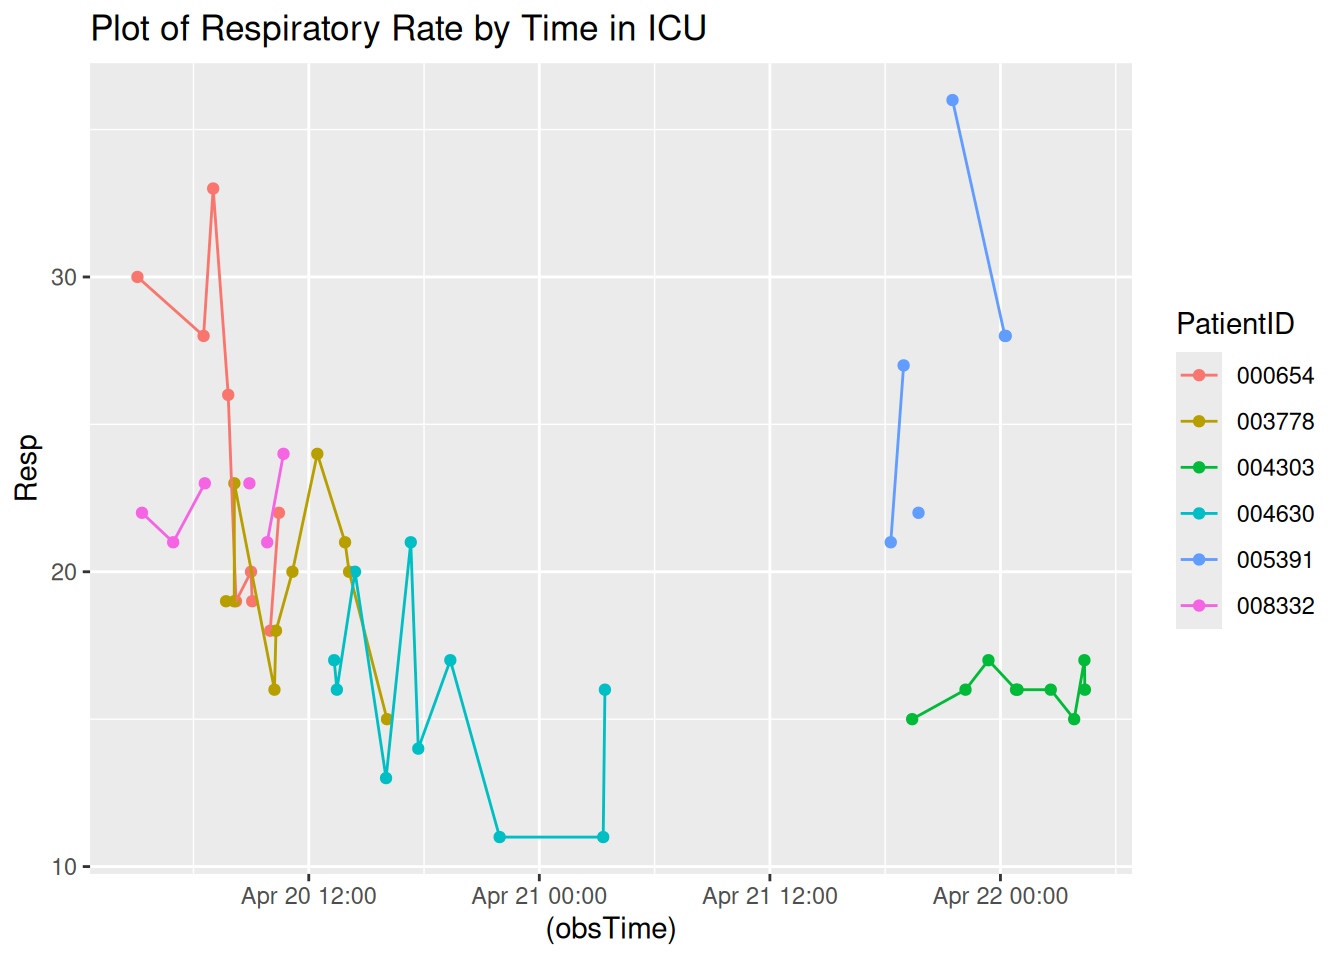 Plot of Respiratory Rate by Time in ICU
Resp
30
20
10
Apr 20 12:00
Apr 21 00:00
Apr 21 12:00
Apr 22 00:00
(obsTime)
PatientID
000654
003778
004303
004630
005391
008332